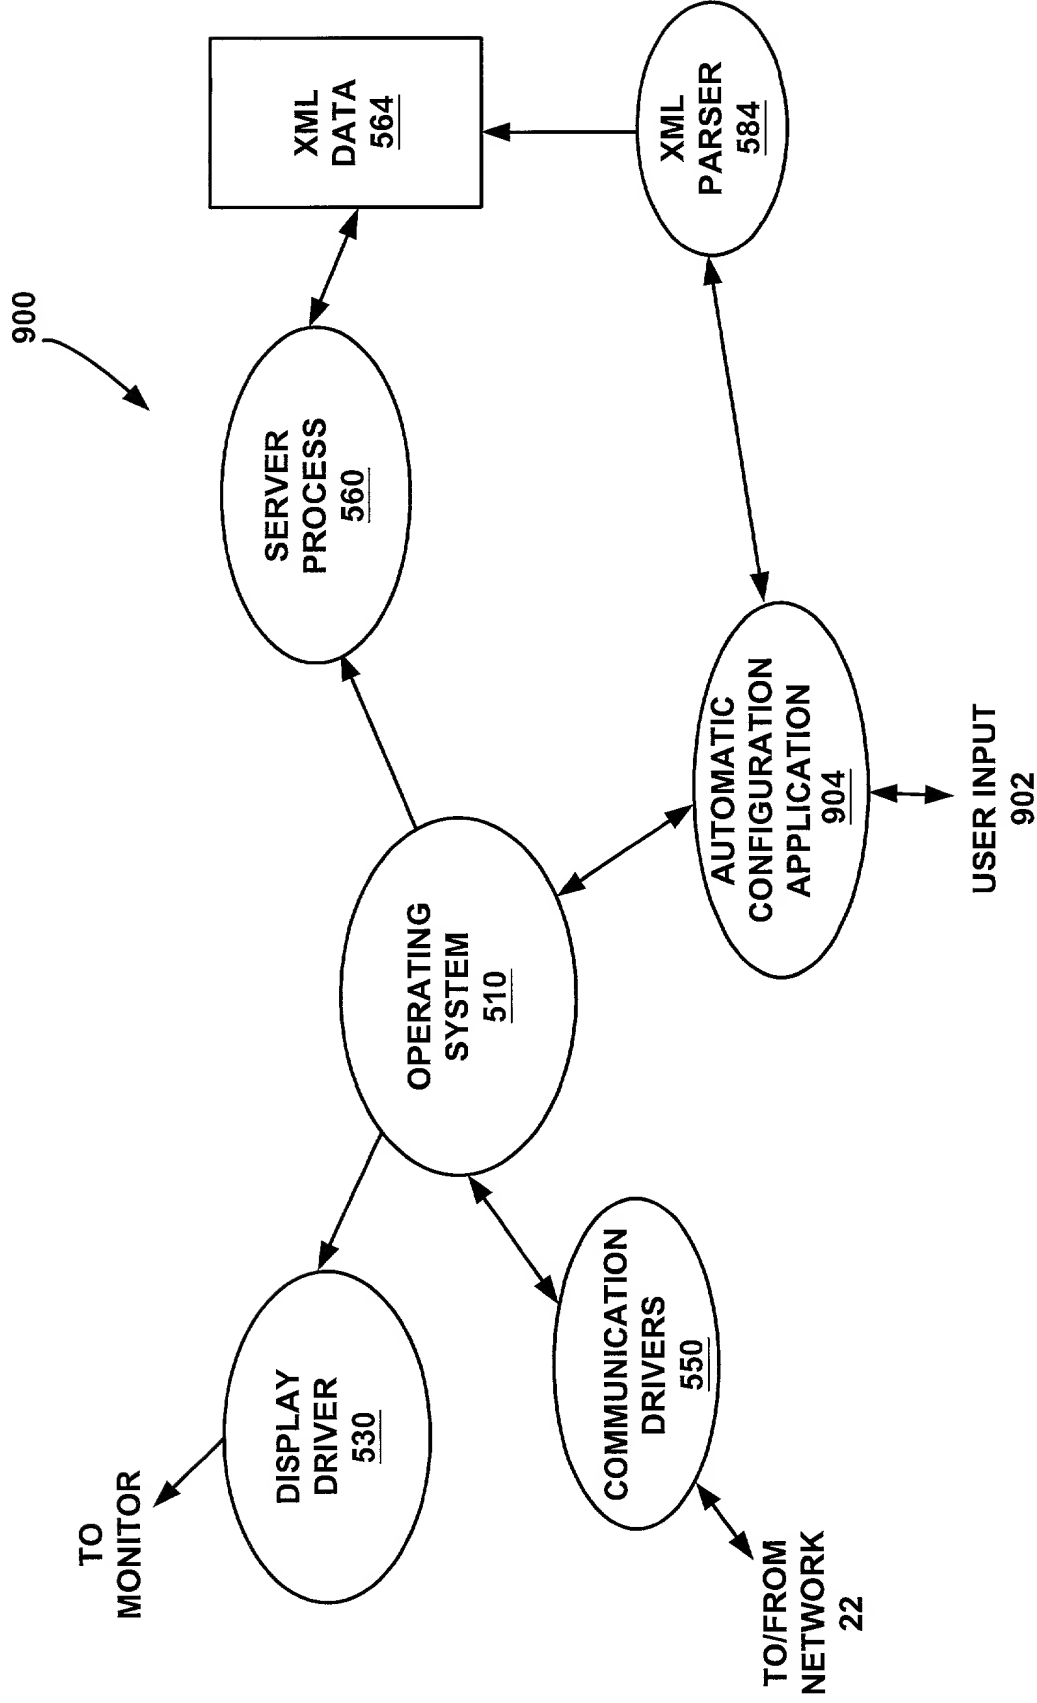 900
TO
MONITOR
DISPLAY
DRIVER
530
SERVER
PROCESS
560
XML
DATA
564
OPERATING
SYSTEM
510
COMMUNICATION
DRIVERS
550
TO/FROM
NETWORK
22
AUTOMATIC
CONFIGURATION
APPLICATION
904
XML
PARSER
584
USER INPUT
902